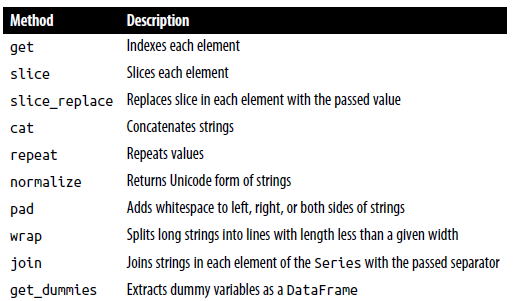 Method Description
get Indexes each element
slice Slices each element
slice_replace Replaces slice in each element with the passed value
cat Concatenates strings
repeat Repeats values
normalize Returns Unicode form of strings
pad Adds whitespace to left, right, or both sides of strings
wrap Splits long strings into lines with length less than a given width
join Joins strings in each element of the Series with the passed separator
get_dummies Extracts dummy variables as a DataFrame